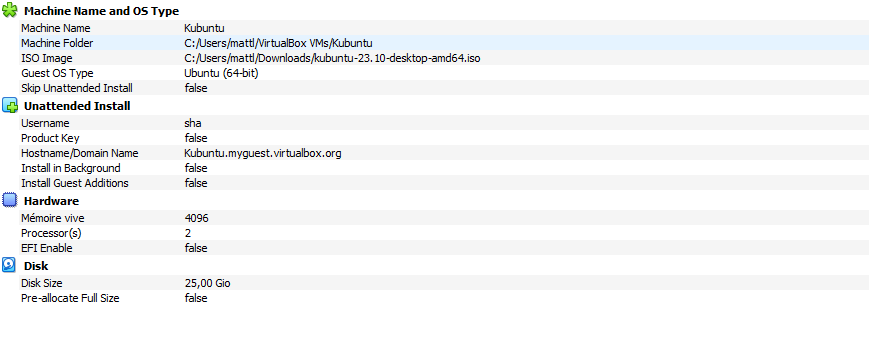 Machine Name and OS Type
Machine Name Kubuntu
Machine Folder C:/Users/mattl/VirtualBox VMs/Kubuntu
ISO Image C:/Users/mattl/Downloads/kubuntu-23.10-desktop-amd64.iso
Guest OS Type Ubuntu (64-bit)
Skip Unattended Install false
Unattended Install
Username sha
Product Key false
Hostname/Domain Name Kubuntu.myguest.virtualbox.org
Install in Background false
Install Guest Additions false
Hardware
Mémoire vive 4096
Processor(s) 2
EFI Enable false
Disk
Disk Size 25,00 Gio
Pre-allocate Full Size false